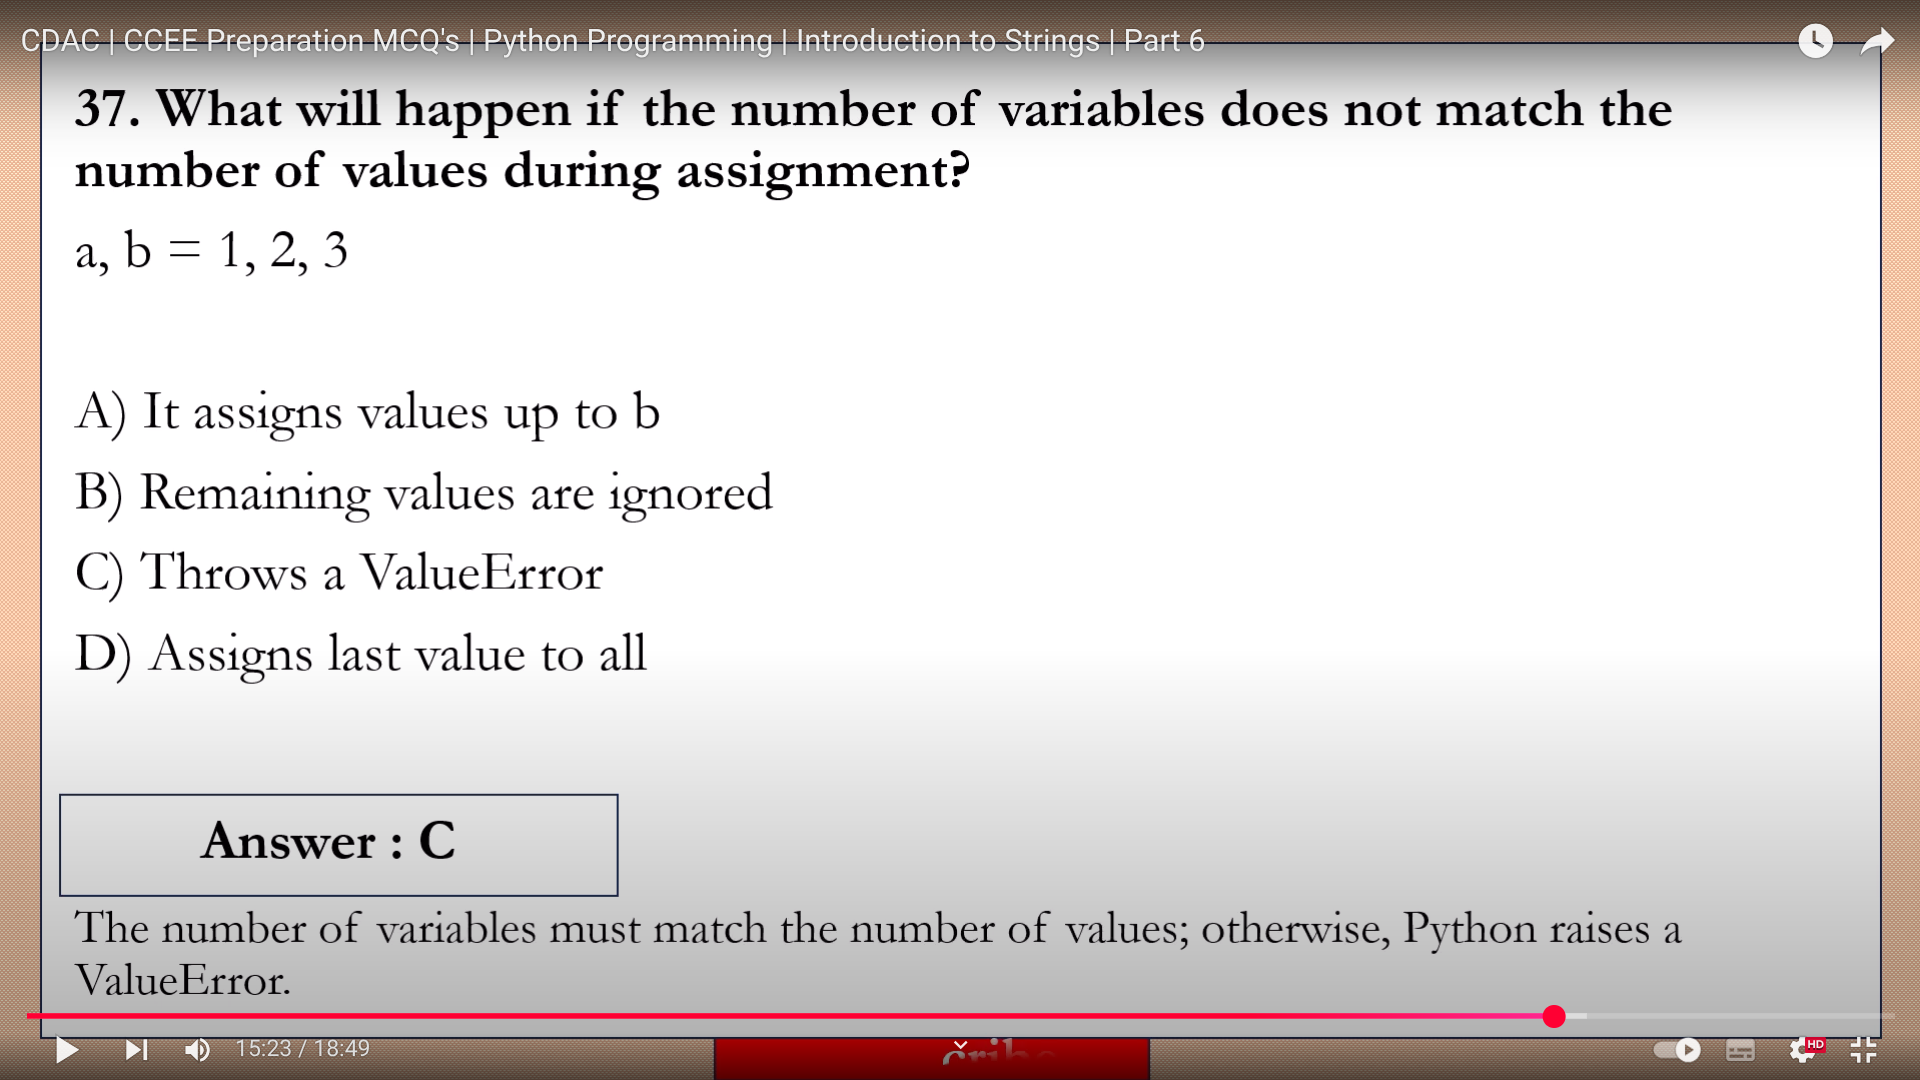 CDAC | CCEE Preparation MCQ's | Python Programming | Introduction to Strings | Part 6
37. What will happen if the number of variables does not match the
number of values during assignment?
a, b = 1, 2, 3
A) It assigns values up to b
B) Remaining values are ignored
C) Throws a ValueError
D) Assigns last value to all
Answer : C
The number of variables must match the number of values; otherwise, Python raises a
ValueError.
15:23 / 18:49
HD